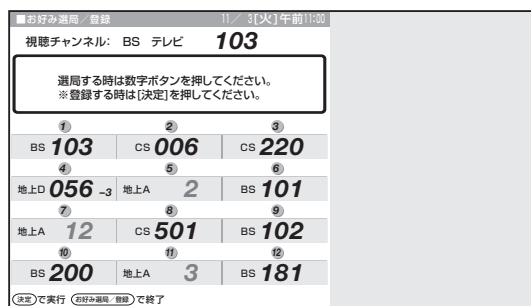 ■お好み選局／登録 11／ 3[火]午前11:00
視聴チャンネル: BS テレビ 103
選局する時は数字ボタンを押してください。
※登録する時は[決定]を押してください。
1 2 3
BS 103 CS 006 CS 220
4 5 6
地上D 056 -3 地上A 2 BS 101
7 8 9
地上A 12 CS 501 BS 102
10 11 12
BS 200 地上A 3 BS 181
決定で実行 お好み選局／登録で終了